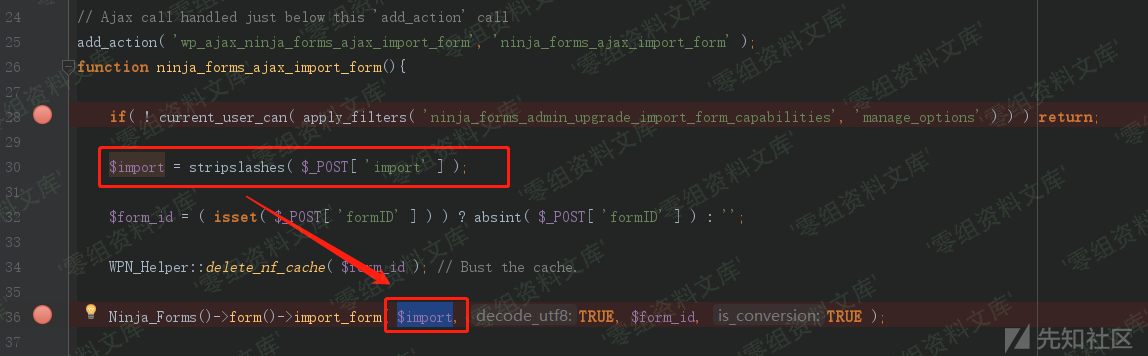 24 // Ajax call handled just below this 'add_action' call
25 add_action( 'wp_ajax_ninja_forms_ajax_import_form', 'ninja_forms_ajax_import_form' );
26 function ninja_forms_ajax_import_form(){
27
28 if( ! current_user_can( apply_filters( 'ninja_forms_admin_upgrade_import_form_capabilities', 'manage_options' ) ) ) return;
30 $import = stripslashes( $_POST[ 'import' ] );
31
32 $form_id = ( isset( $_POST[ 'formID' ] ) ) ? absint( $_POST[ 'formID' ] ) : '';
33
34 WPN_Helper::delete_nf_cache( $form_id ); // Bust the cache.
35
36 Ninja_Forms()->form()->import_form( $import, decode_utf8: TRUE, $form_id, is_conversion: TRUE );
37
'零组资料文库'
先知社区